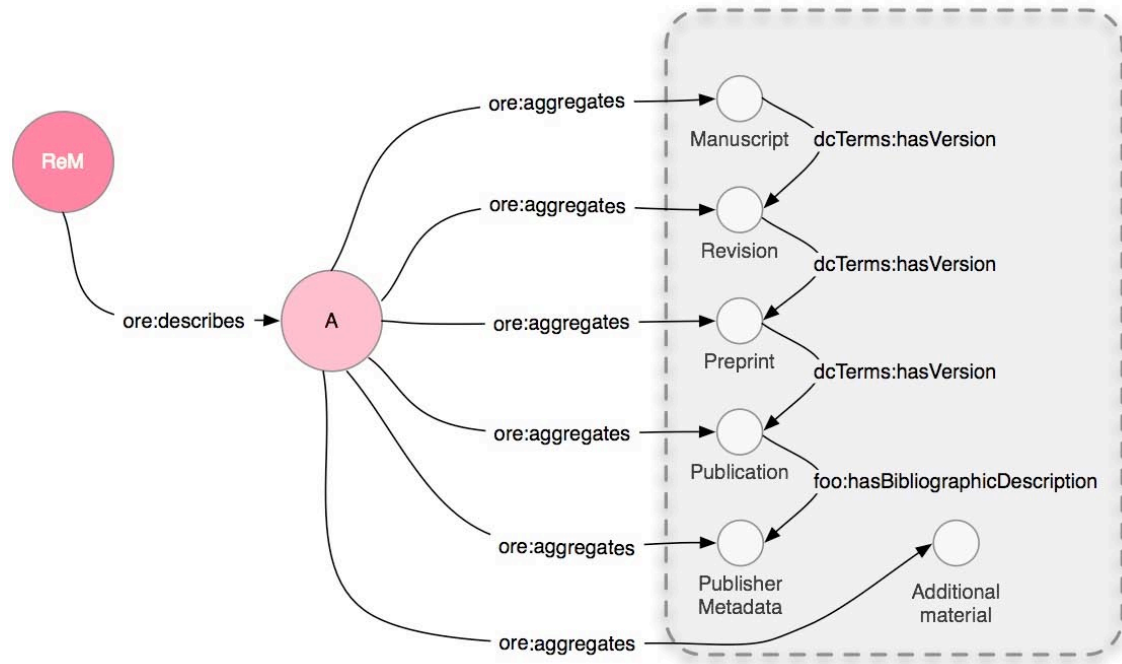 ore:aggregates
Manuscript
dcTerms:hasVersion
ReM
ore:aggregates
Revision
dcTerms:hasVersion
ore:describes
A
ore:aggregates
Preprint
dcTerms:hasVersion
ore:aggregates
Publication
foo:hasBibliographicDescription
ore:aggregates
Publisher
Metadata
Additional
material
ore:aggregates